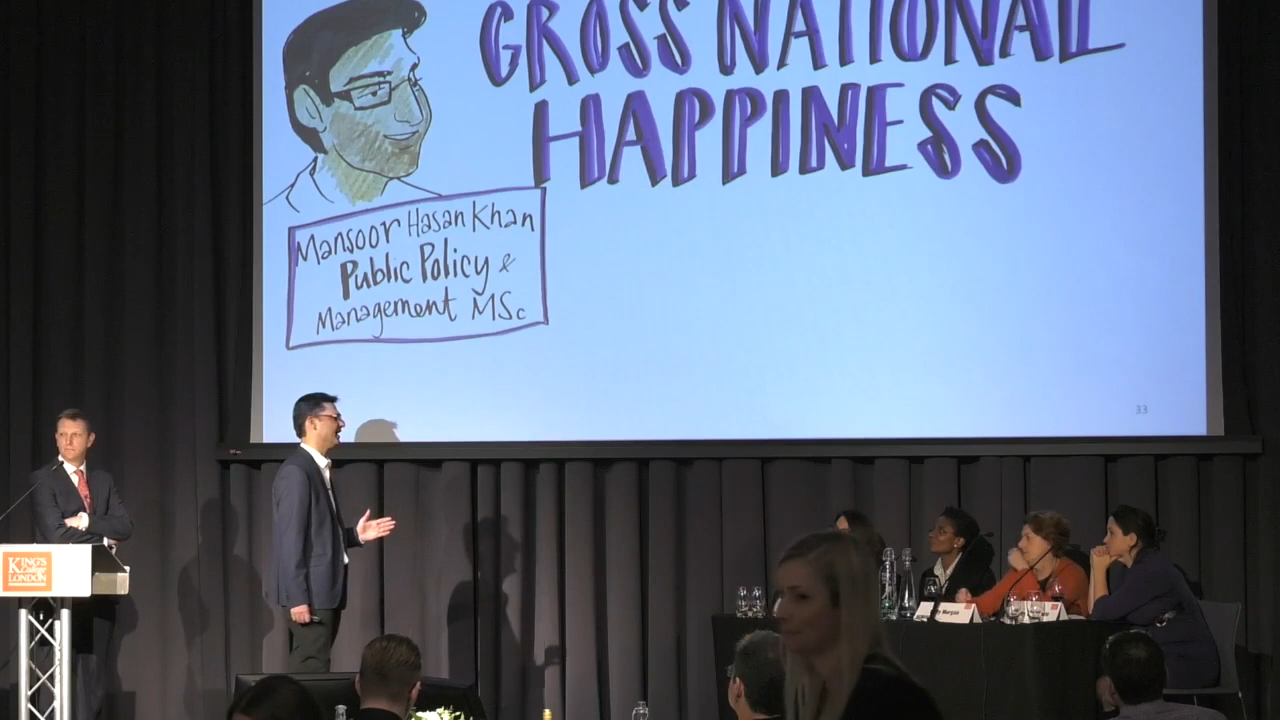 GROSS NATIONAL
HAPPINESS
Mansoor Hasan Khan
Public Policy &
Management MSc
33
KING'S
College
LONDON